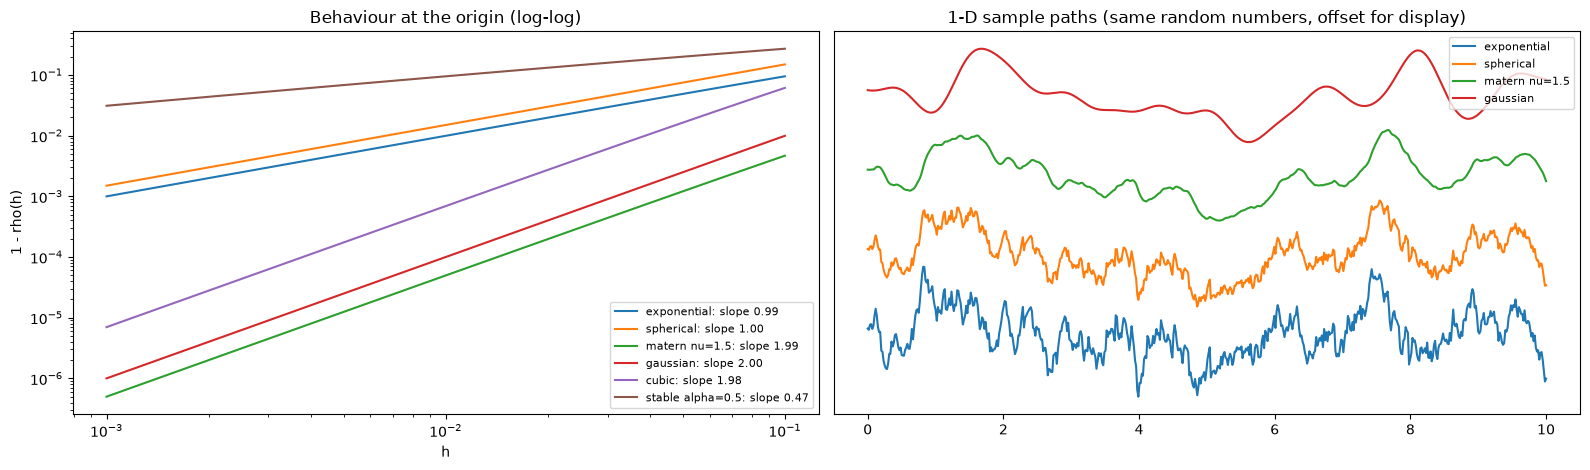 Behaviour at the origin (log-log)
1 - rho(h)
10⁻¹
10⁻²
10⁻³
10⁻⁴
10⁻⁵
10⁻⁶
exponential: slope 0.99
spherical: slope 1.00
matern nu=1.5: slope 1.99
gaussian: slope 2.00
cubic: slope 1.98
stable alpha=0.5: slope 0.47
10⁻³ 10⁻² 10⁻¹
h
1-D sample paths (same random numbers, offset for display)
exponential
spherical
matern nu=1.5
gaussian
0 2 4 6 8 10